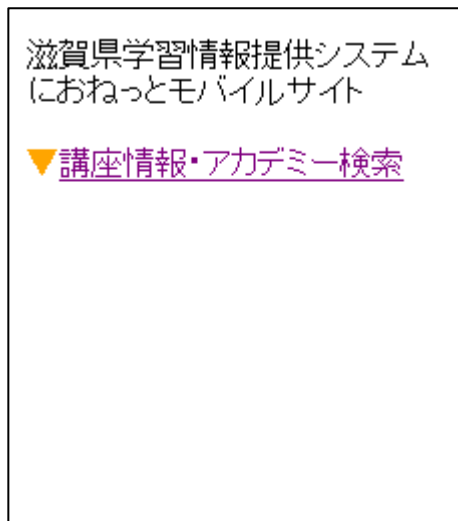 滋賀県学習情報提供システム
におねっとモバイルサイト
▼講座情報・アカデミー検索